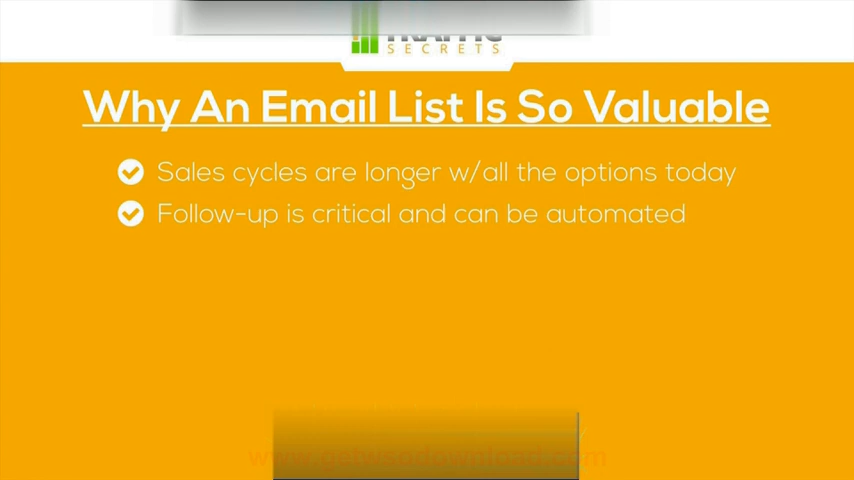 SECRETS
Why An Email List Is So Valuable
Sales cycles are longer w/all the options today
Follow-up is critical and can be automated